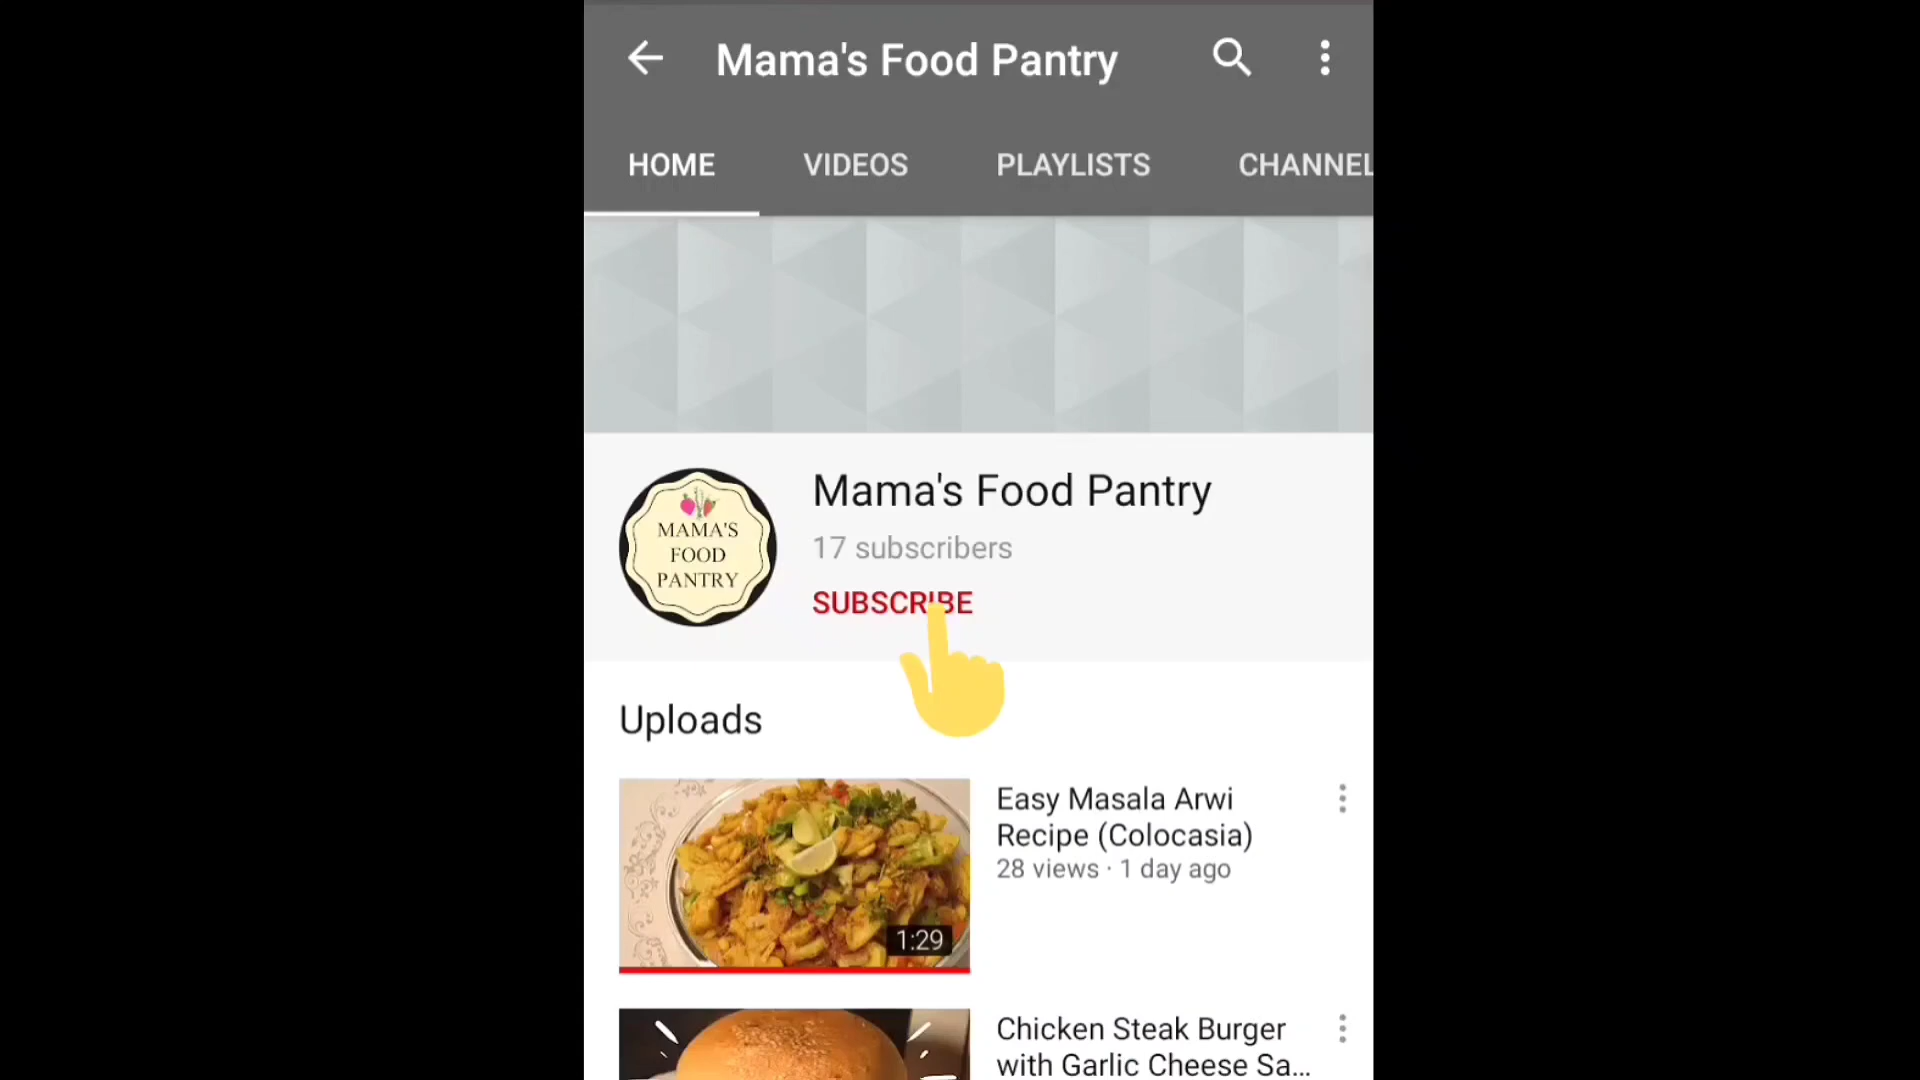 Mama's Food Pantry
HOME VIDEOS PLAYLISTS CHANNEL
MAMA'S
FOOD
PANTRY
Mama's Food Pantry
17 subscribers
SUBSCRIBE
Uploads
1:29
Easy Masala Arwi
Recipe (Colocasia)
28 views · 1 day ago
Chicken Steak Burger
with Garlic Cheese Sa...